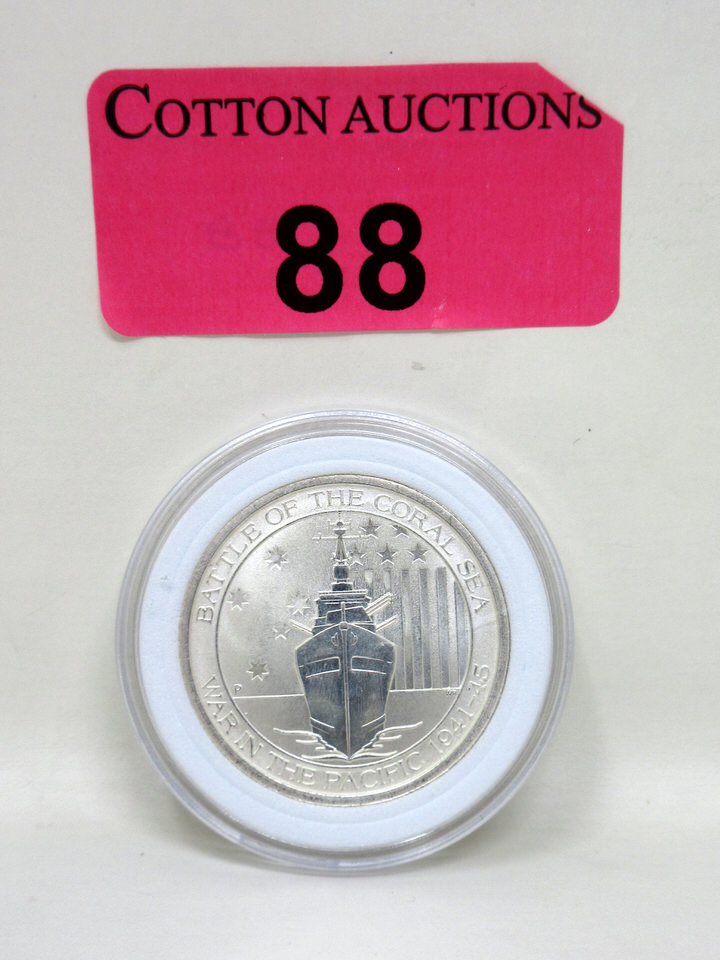 COTTON AUCTIONS
88
BATTLE OF THE CORAL SEA
P
WAR IN THE PACIFIC 1941-45